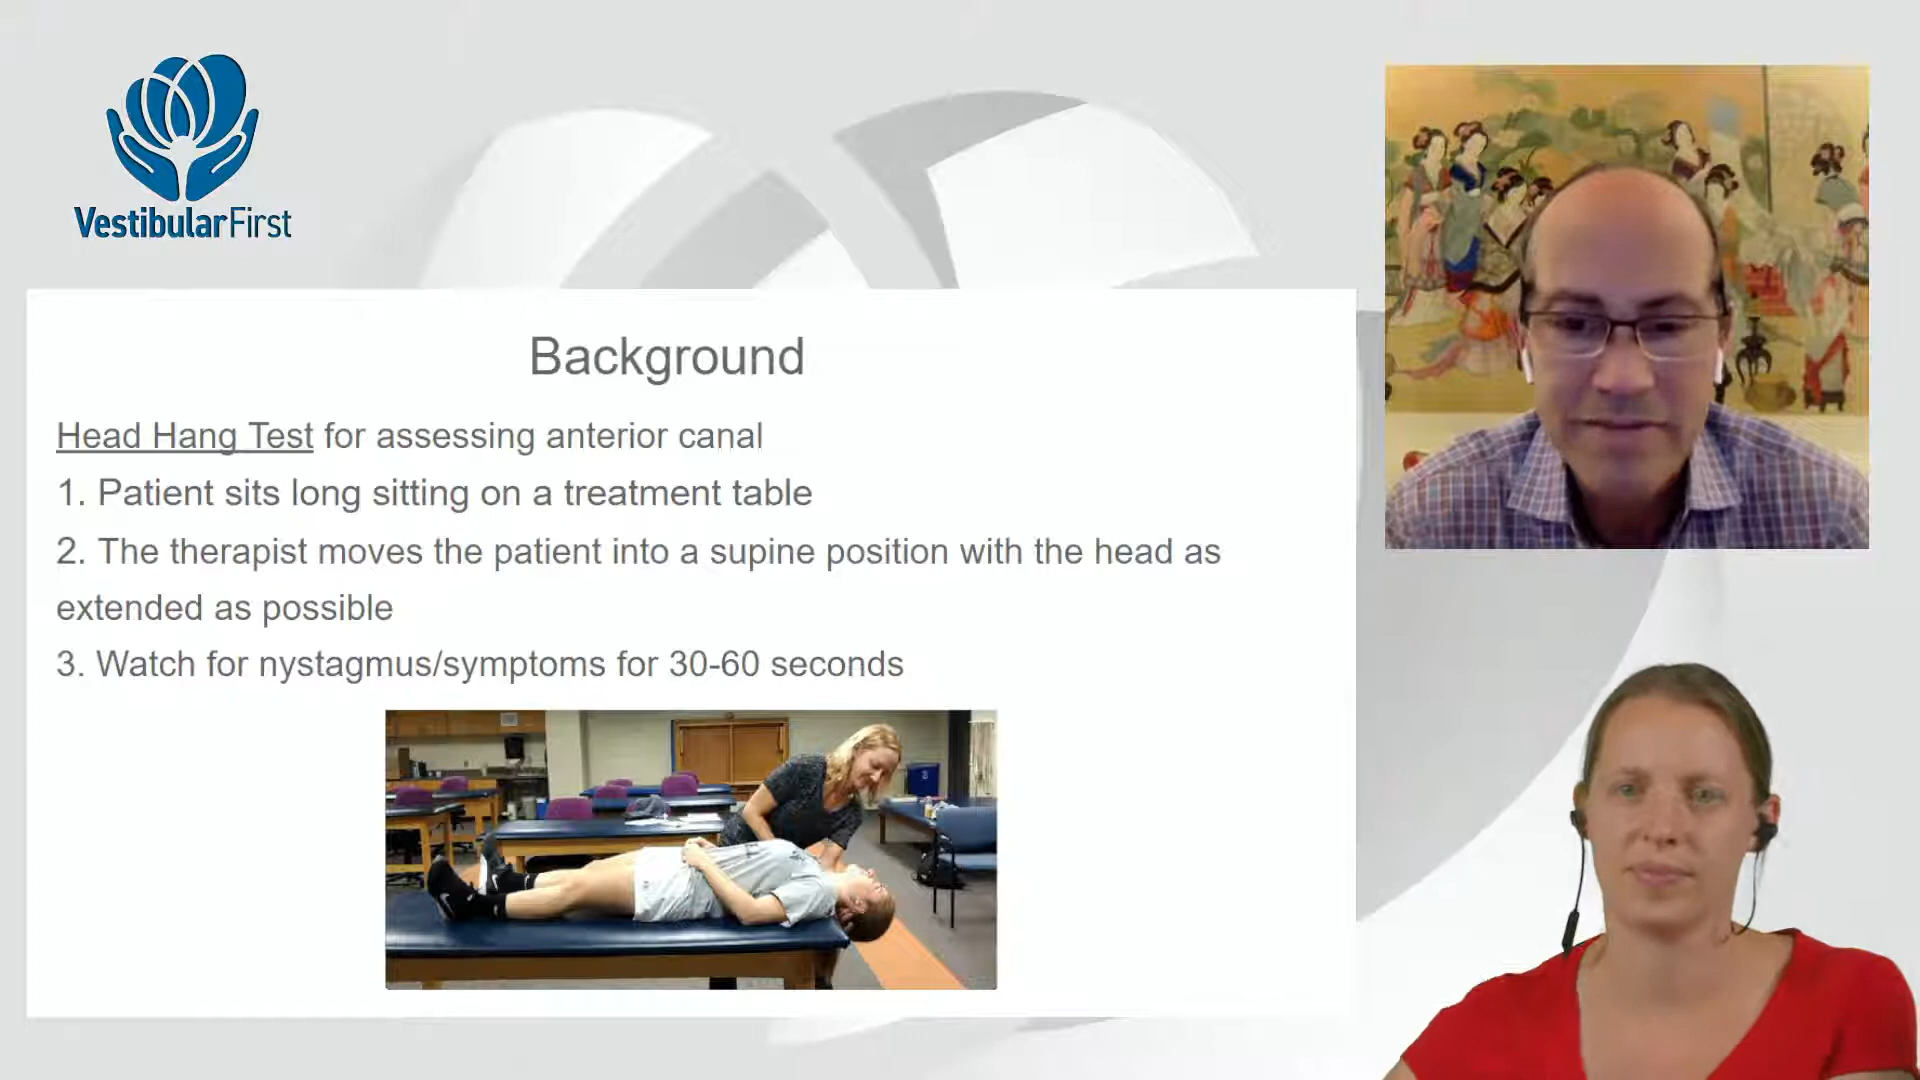 VestibularFirst
Background
Head Hang Test for assessing anterior canal
1. Patient sits long sitting on a treatment table
2. The therapist moves the patient into a supine position with the head as
extended as possible
3. Watch for nystagmus/symptoms for 30-60 seconds